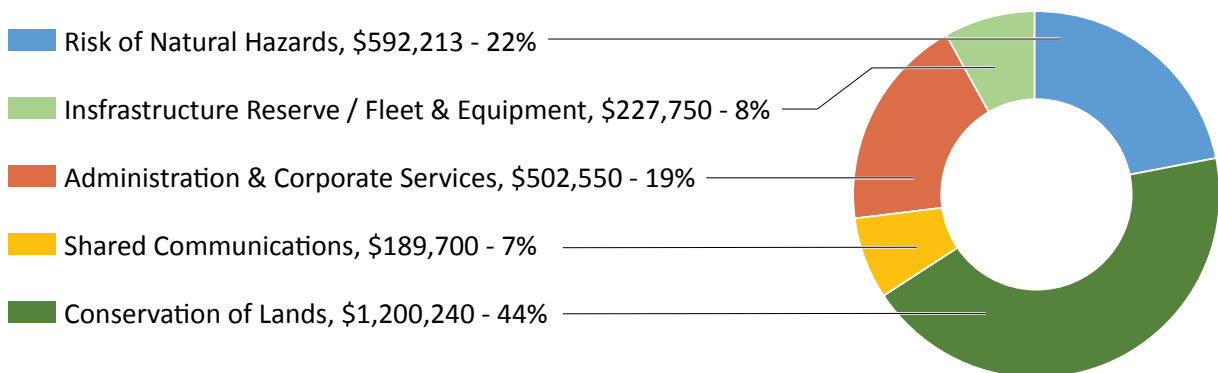 Risk of Natural Hazards, $592,213 - 22%
Insfrastructure Reserve / Fleet & Equipment, $227,750 - 8%
Administration & Corporate Services, $502,550 - 19%
Shared Communications, $189,700 - 7%
Conservation of Lands, $1,200,240 - 44%